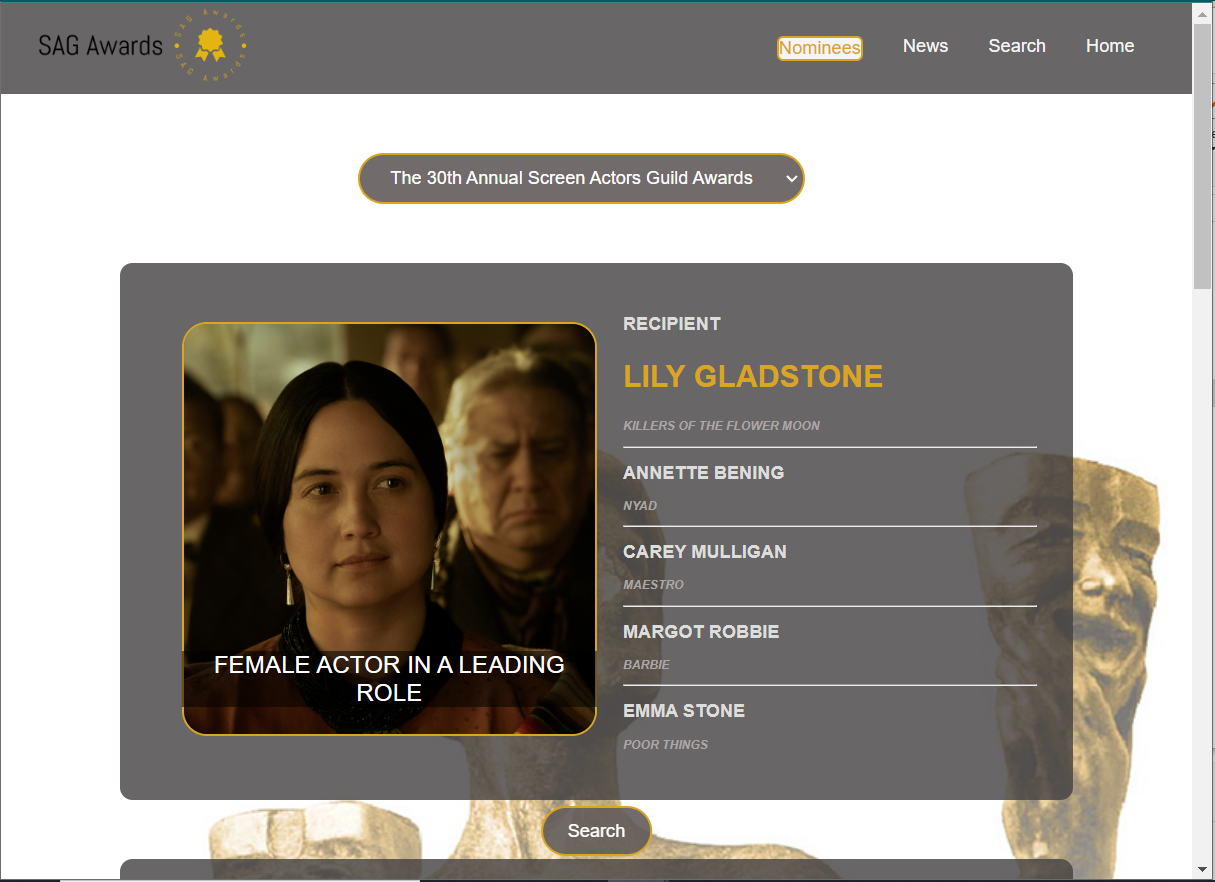 SAG Awards
SAG Awards
SAG Awards
Nominees
News
Search
Home
The 30th Annual Screen Actors Guild Awards
FEMALE ACTOR IN A LEADING
ROLE
RECIPIENT
LILY GLADSTONE
KILLERS OF THE FLOWER MOON
ANNETTE BENING
NYAD
CAREY MULLIGAN
MAESTRO
MARGOT ROBBIE
BARBIE
EMMA STONE
POOR THINGS
Search